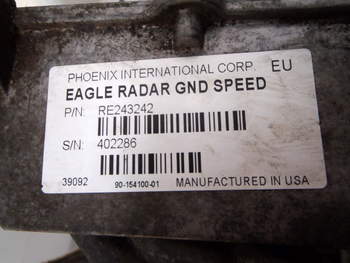 PHOENIX INTERNATIONAL CORP. EU
EAGLE RADAR GND SPEED
P/N: RE243242
S/N: 402286
39092 90-154100-01 MANUFACTURED IN USA